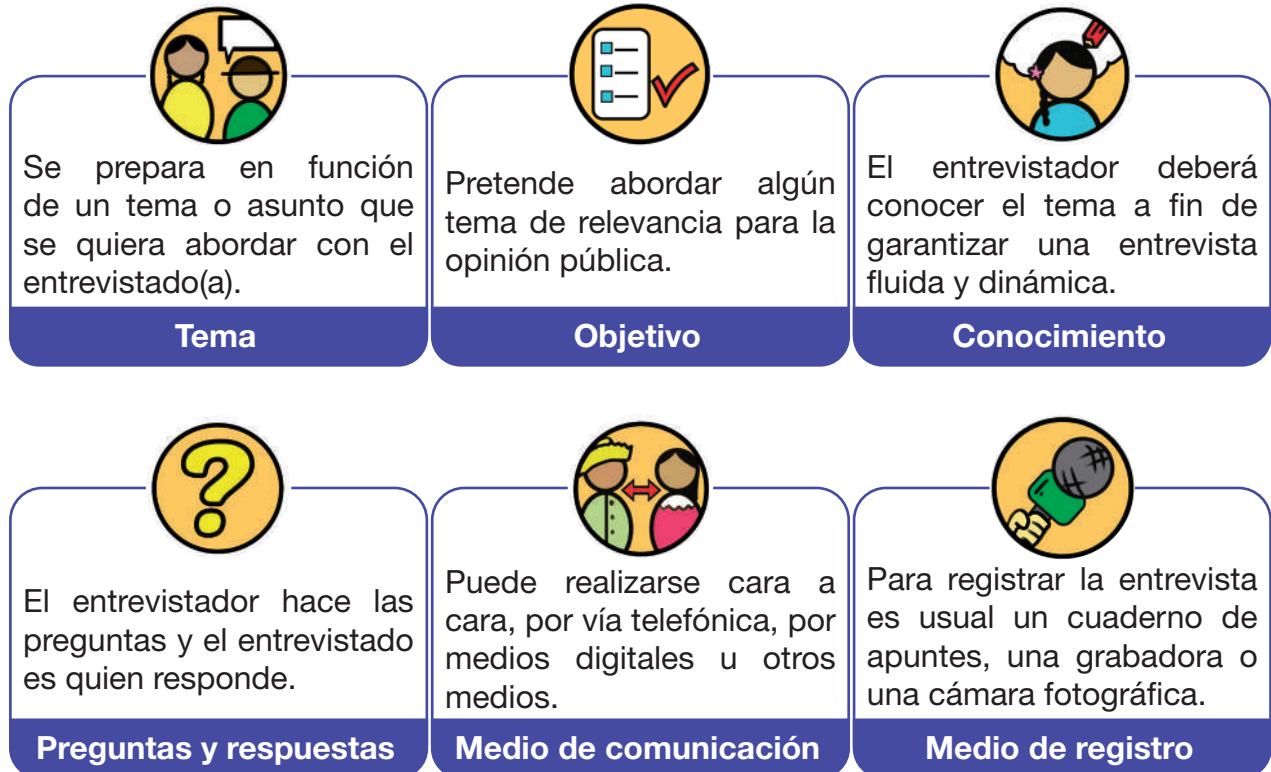 Se prepara en función
de un tema o asunto que
se quiera abordar con el
entrevistado(a).
Tema
Pretende abordar algún
tema de relevancia para la
opinión pública.
Objetivo
El entrevistador deberá
conocer el tema a fin de
garantizar una entrevista
fluida y dinámica.
Conocimiento
?
El entrevistador hace las
preguntas y el entrevistado
es quien responde.
Preguntas y respuestas
Puede realizarse cara a
cara, por vía telefónica, por
medios digitales u otros
medios.
Medio de comunicación
Para registrar la entrevista
es usual un cuaderno de
apuntes, una grabadora o
una cámara fotográfica.
Medio de registro